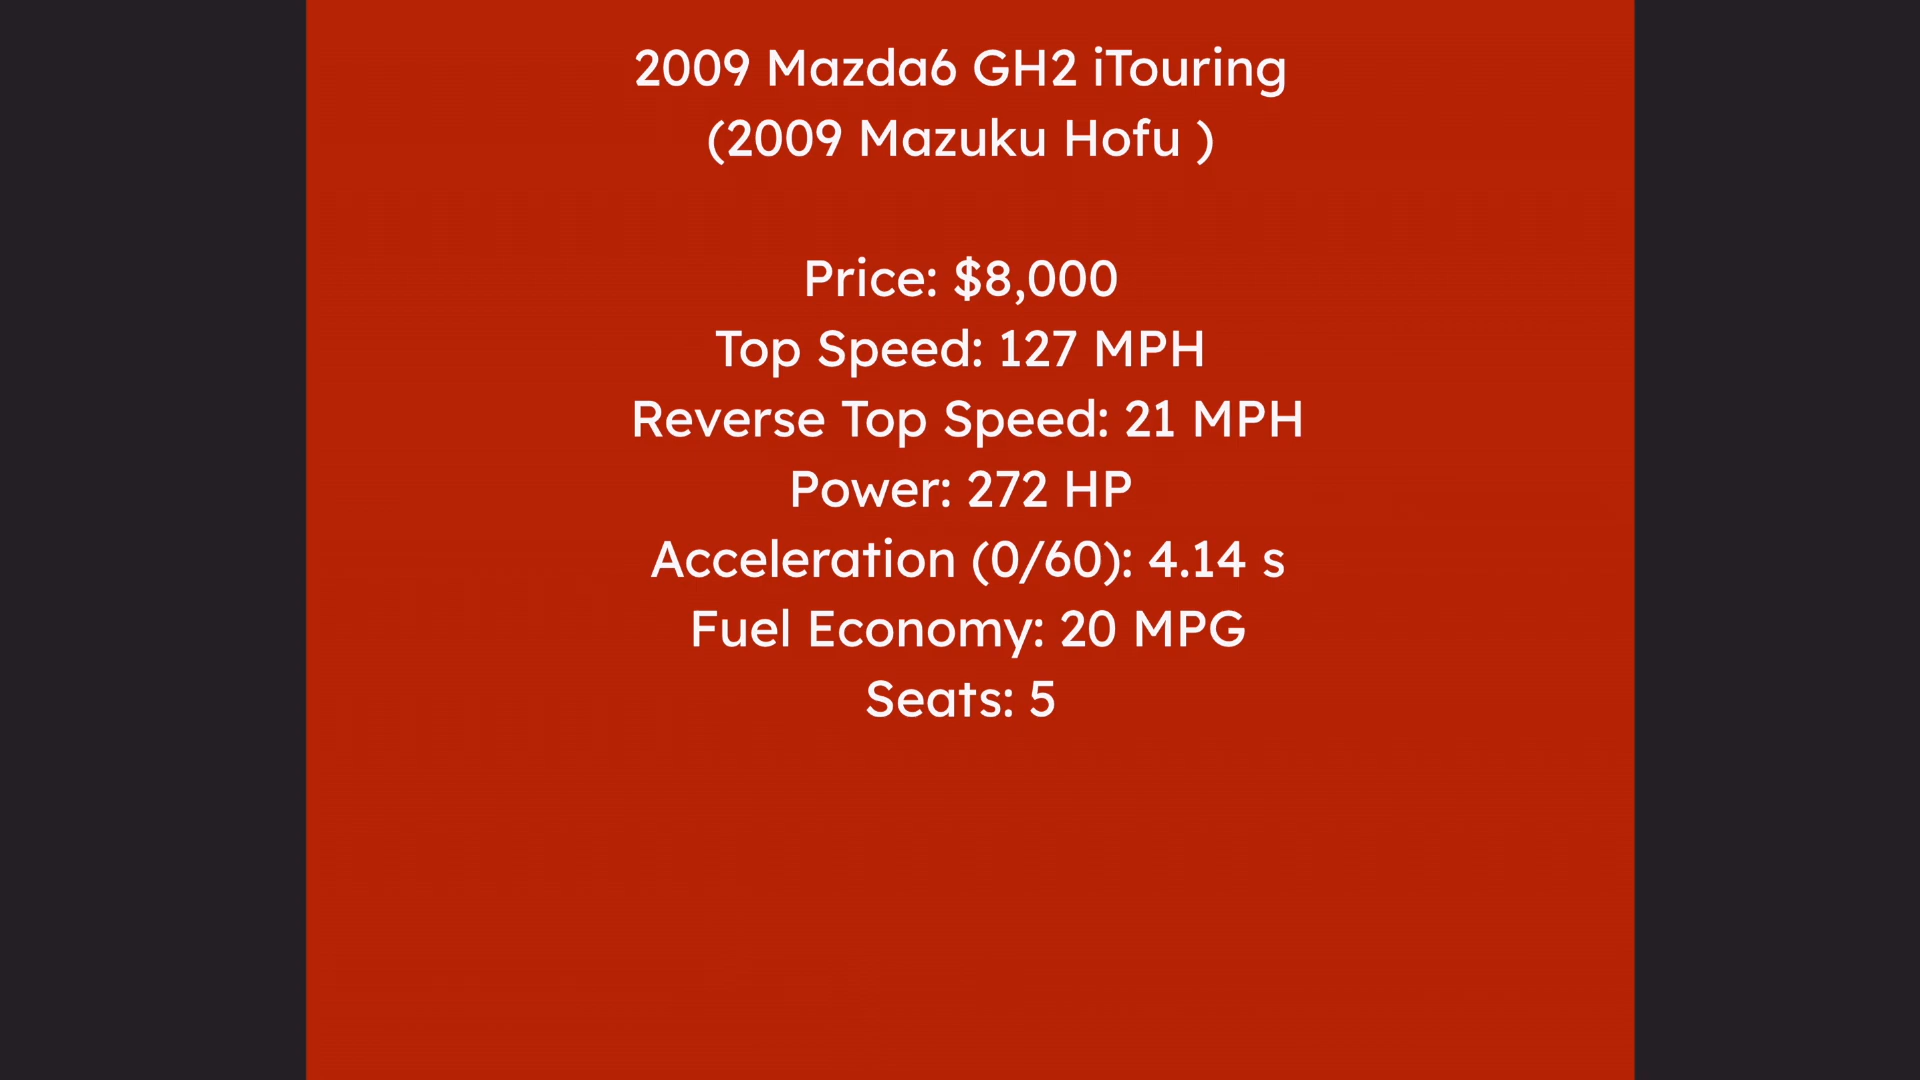 2009 Mazda6 GH2 iTouring
(2009 Mazuku Hofu )
Price: $8,000
Top Speed: 127 MPH
Reverse Top Speed: 21 MPH
Power: 272 HP
Acceleration (0/60): 4.14 s
Fuel Economy: 20 MPG
Seats: 5